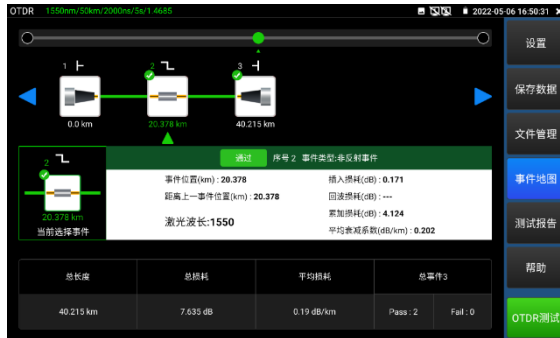 OTDR 1550nm/50km/2000ns/5s/1.4685 2022-05-06 16:50:31
设置
保存数据
文件管理
事件地图
测试报告
帮助
OTDR测试
1 2 3
0.0 km 20.378 km 40.215 km
2
20.378 km
当前选择事件
通过 序号 2 事件类型:非反射事件
事件位置(km) : 20.378 插入损耗(dB) : 0.171
距离上一事件位置(km) : 20.378 回波损耗(dB) : ---
激光波长:1550 累加损耗(dB) : 4.124
平均衰减系数(dB/km) : 0.202
总长度 总损耗 平均损耗 总事件3
40.215 km 7.635 dB 0.19 dB/km Pass : 2 Fail : 0